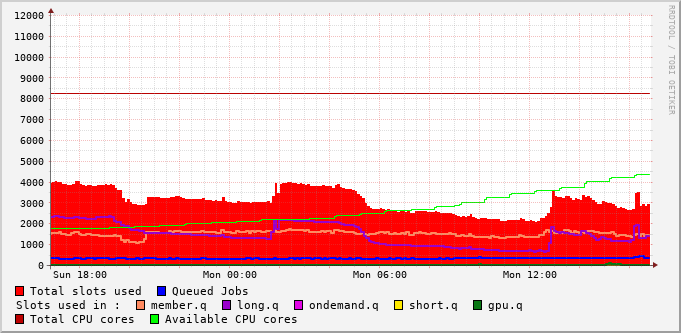 12000
11000
10000
9000
8000
7000
6000
5000
4000
3000
2000
1000
0
Sun 18:00 Mon 00:00 Mon 06:00 Mon 12:00
Total slots used Queued Jobs
Slots used in : member.q long.q ondemand.q short.q gpu.q
Total CPU cores Available CPU cores
RRDTOOL / TOBI OETIKER